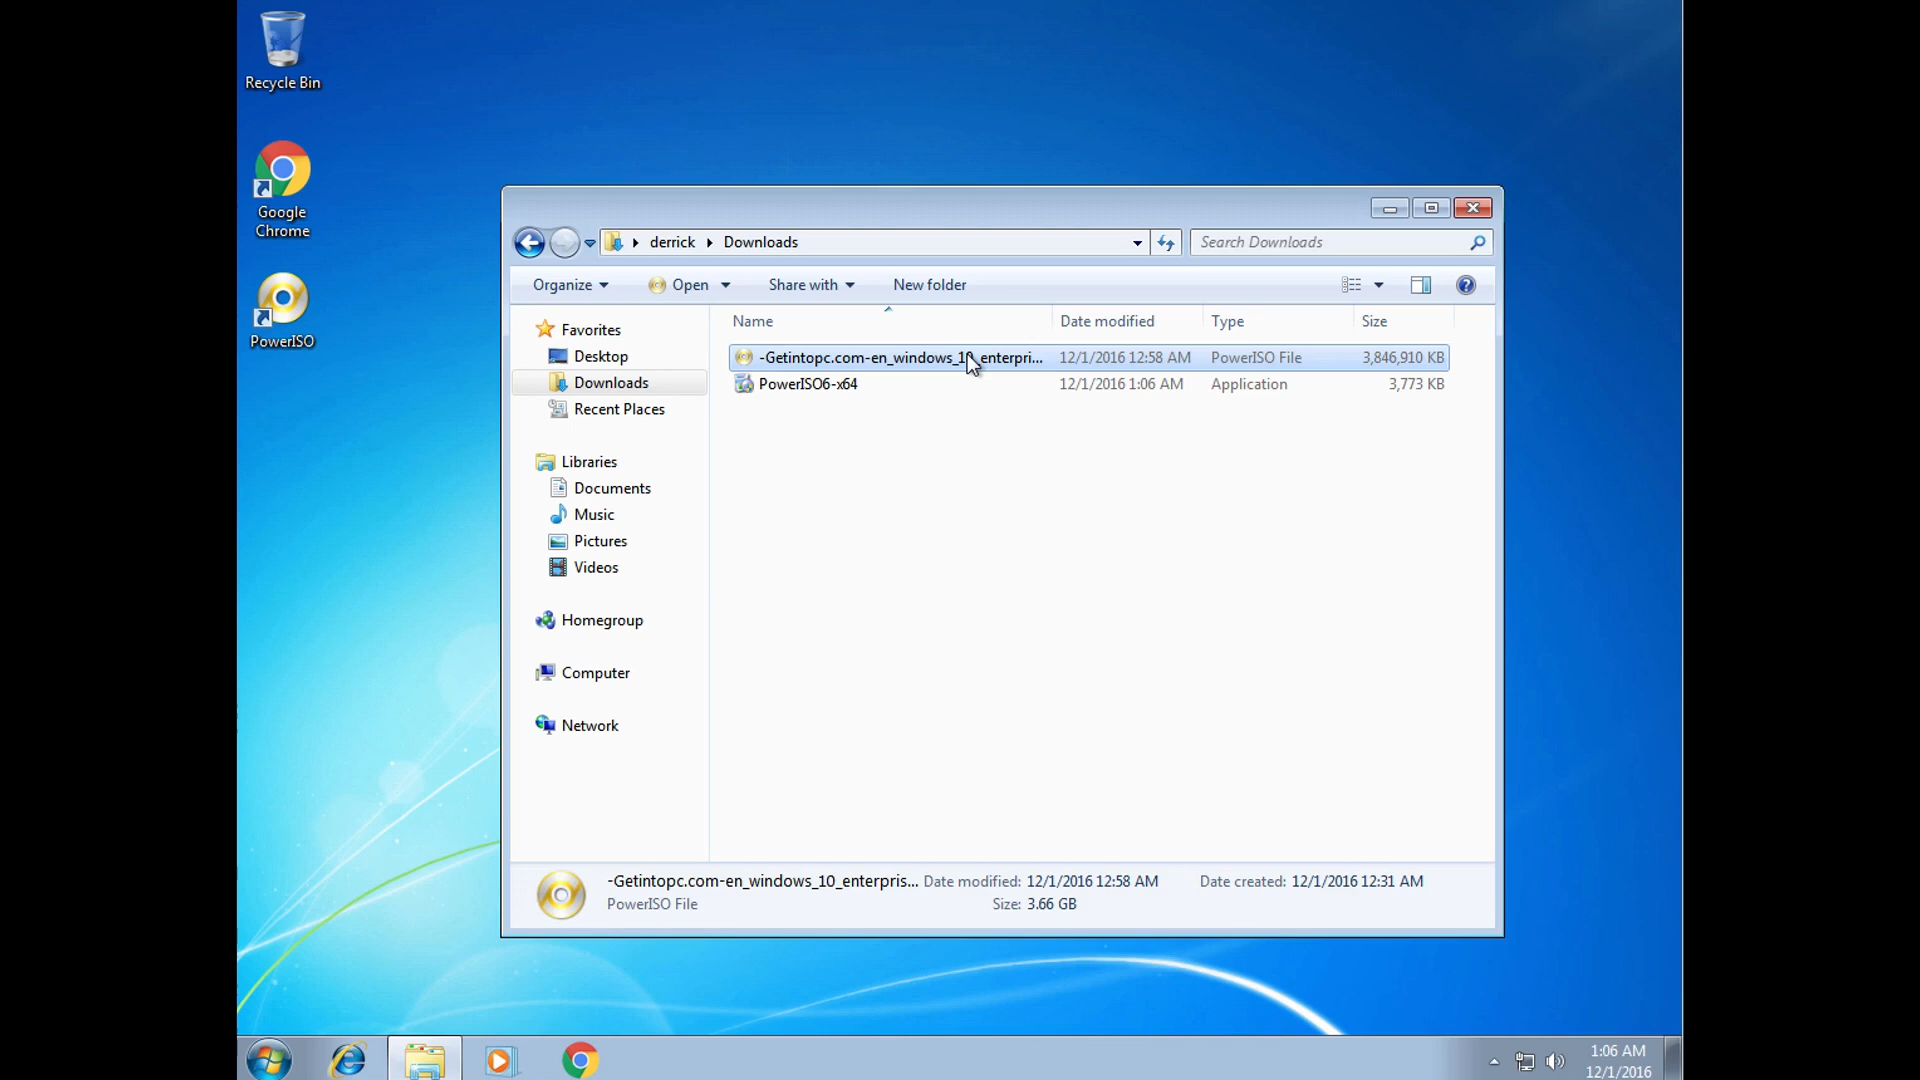 Recycle Bin
Google
Chrome
PowerISO
derrick
Downloads
Search Downloads
Organize
Open
Share with
New folder
Name
Date modified
Type
Size
-Getintopc.com-en_windows_10_enterpri...
12/1/2016 12:58 AM
PowerISO File
3,846,910 KB
PowerISO6-x64
12/1/2016 1:06 AM
Application
3,773 KB
Favorites
Desktop
Downloads
Recent Places
Libraries
Documents
Music
Pictures
Videos
Homegroup
Computer
Network
-Getintopc.com-en_windows_10_enterpris... Date modified: 12/1/2016 12:58 AM Date created: 12/1/2016 12:31 AM
PowerISO File Size: 3.66 GB
1:06 AM
12/1/2016